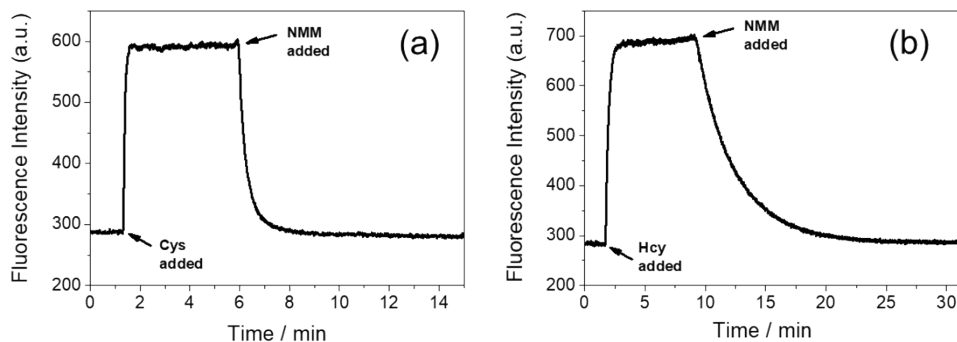 (a)
Fluorescence Intensity (a.u.)
600
500
400
300
200
NMM
added
Cys
added
0 2 4 6 8 10 12 14
Time / min
(b)
Fluorescence Intensity (a.u.)
700
600
500
400
300
200
NMM
added
Hcy
added
0 5 10 15 20 25 30
Time / min